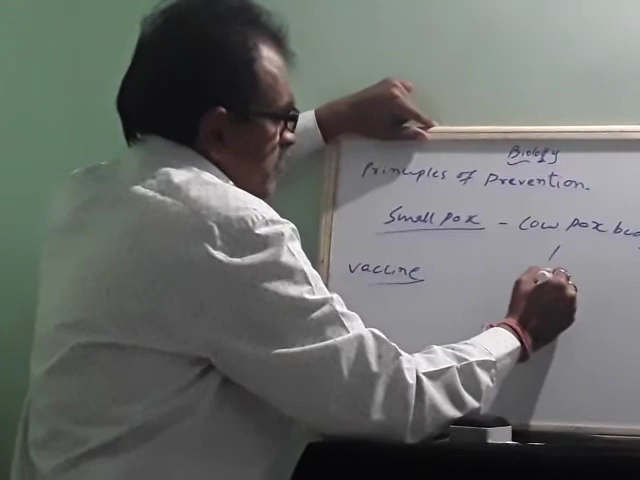 Biology
Principles of Prevention.
Small pox - Cow pox
vaccine